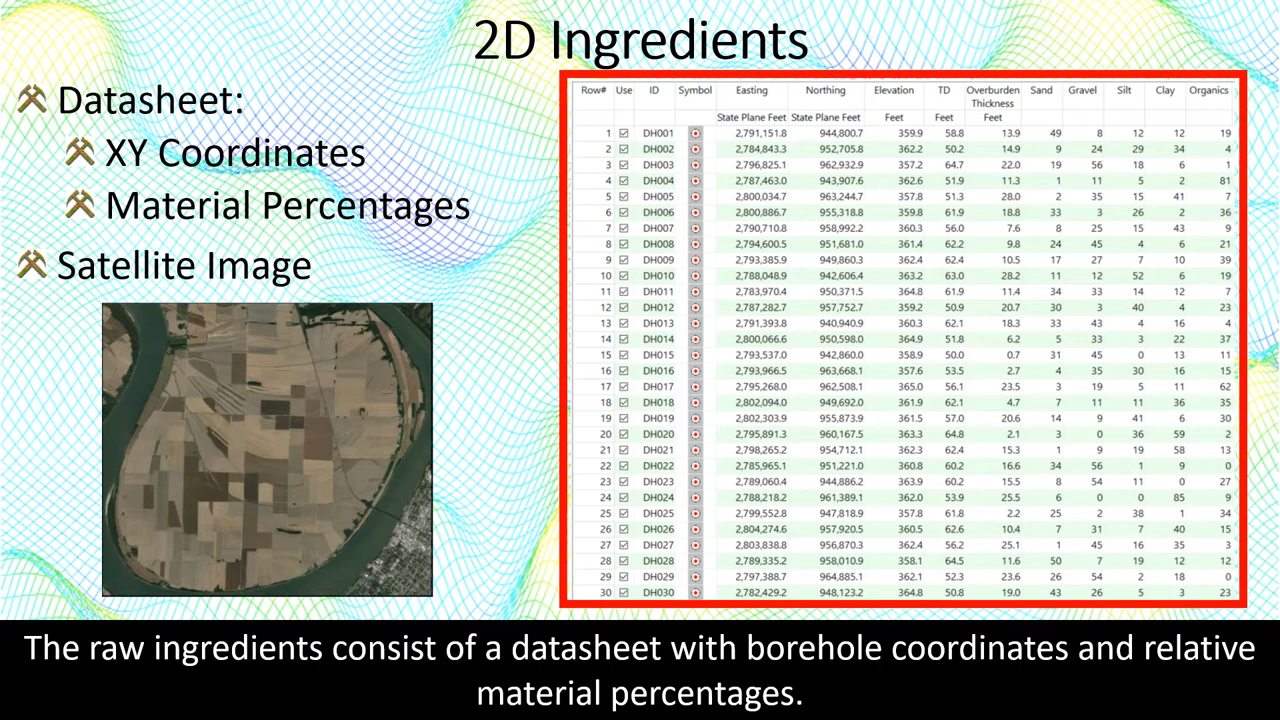 2D Ingredients
Datasheet:
XY Coordinates
Material Percentages
Satellite Image
Row# Use ID Symbol Easting Northing Elevation TD Overburden Sand Gravel Silt Clay Organics
Thickness
State Plane Feet State Plane Feet Feet Feet Feet
1 DH001 2,791,151.8 944,800.7 359.9 58.8 13.9 49 8 12 12 19
2 DH002 2,784,843.3 952,705.8 362.2 50.2 14.9 9 24 29 34 4
3 DH003 2,796,825.1 962,932.9 357.2 64.7 22.0 19 56 18 6 1
4 DH004 2,787,463.0 943,907.6 362.6 51.9 11.3 1 11 5 2 81
5 DH005 2,800,034.7 963,244.7 357.8 51.3 28.0 2 35 15 41 7
6 DH006 2,800,886.7 955,318.8 359.8 61.9 18.8 33 3 26 2 36
7 DH007 2,790,710.8 958,992.2 360.3 56.0 7.6 8 25 15 43 9
8 DH008 2,794,600.5 951,681.0 361.4 62.2 9.8 24 45 4 6 21
9 DH009 2,793,385.9 949,860.3 362.4 62.4 10.5 17 27 7 10 39
10 DH010 2,788,048.9 942,606.4 363.2 63.0 28.2 11 12 52 6 19
11 DH011 2,783,970.4 950,371.5 364.8 61.9 11.4 34 33 14 12 7
12 DH012 2,787,282.7 957,752.7 359.2 50.9 20.7 30 3 40 4 23
13 DH013 2,791,393.8 940,940.9 360.3 62.1 18.3 33 43 4 16 4
14 DH014 2,800,066.6 950,598.0 364.9 51.8 6.2 5 33 3 22 37
15 DH015 2,793,537.0 942,860.0 358.9 50.0 0.7 31 45 0 13 11
16 DH016 2,793,966.5 963,668.1 357.6 53.5 2.7 4 35 30 16 15
17 DH017 2,795,268.0 962,508.1 365.0 56.1 23.5 3 19 5 11 62
18 DH018 2,802,094.0 949,692.0 361.9 62.1 4.7 7 11 11 36 35
19 DH019 2,802,303.9 955,873.9 361.5 57.0 20.6 14 9 41 6 30
20 DH020 2,795,891.3 960,167.5 363.3 64.8 2.1 3 0 36 59 2
21 DH021 2,798,265.2 954,712.1 362.3 62.4 15.3 1 9 19 58 13
22 DH022 2,785,965.1 951,221.0 360.8 60.2 16.6 34 56 1 9 0
23 DH023 2,789,060.4 944,886.2 363.9 60.2 15.5 8 54 11 0 27
24 DH024 2,788,218.2 961,389.1 362.0 53.9 25.5 6 0 0 85 9
25 DH025 2,799,552.8 947,818.9 357.8 61.8 2.2 25 2 38 1 34
26 DH026 2,804,274.6 957,920.5 360.5 62.6 10.4 7 31 7 40 15
27 DH027 2,803,838.8 956,870.3 362.4 56.2 25.1 1 45 16 35 3
28 DH028 2,789,335.2 958,010.9 358.1 64.5 11.6 50 7 19 12 12
29 DH029 2,797,388.7 964,885.1 362.1 52.3 23.6 26 54 2 18 0
30 DH030 2,782,429.2 948,123.2 364.8 50.8 19.0 43 26 5 3 23
The raw ingredients consist of a datasheet with borehole coordinates and relative
material percentages.